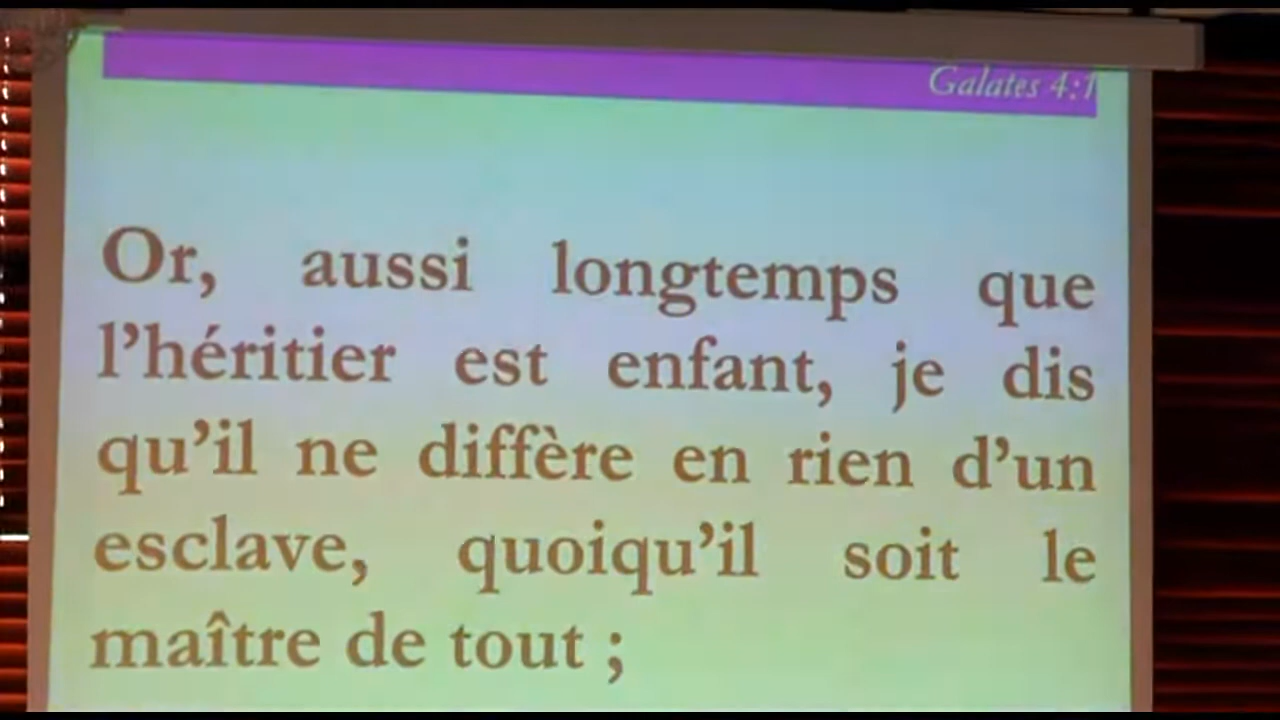 Galates 4:1
Or, aussi longtemps que
l’héritier est enfant, je dis
qu’il ne diffère en rien d’un
esclave, quoiqu’il soit le
maître de tout ;